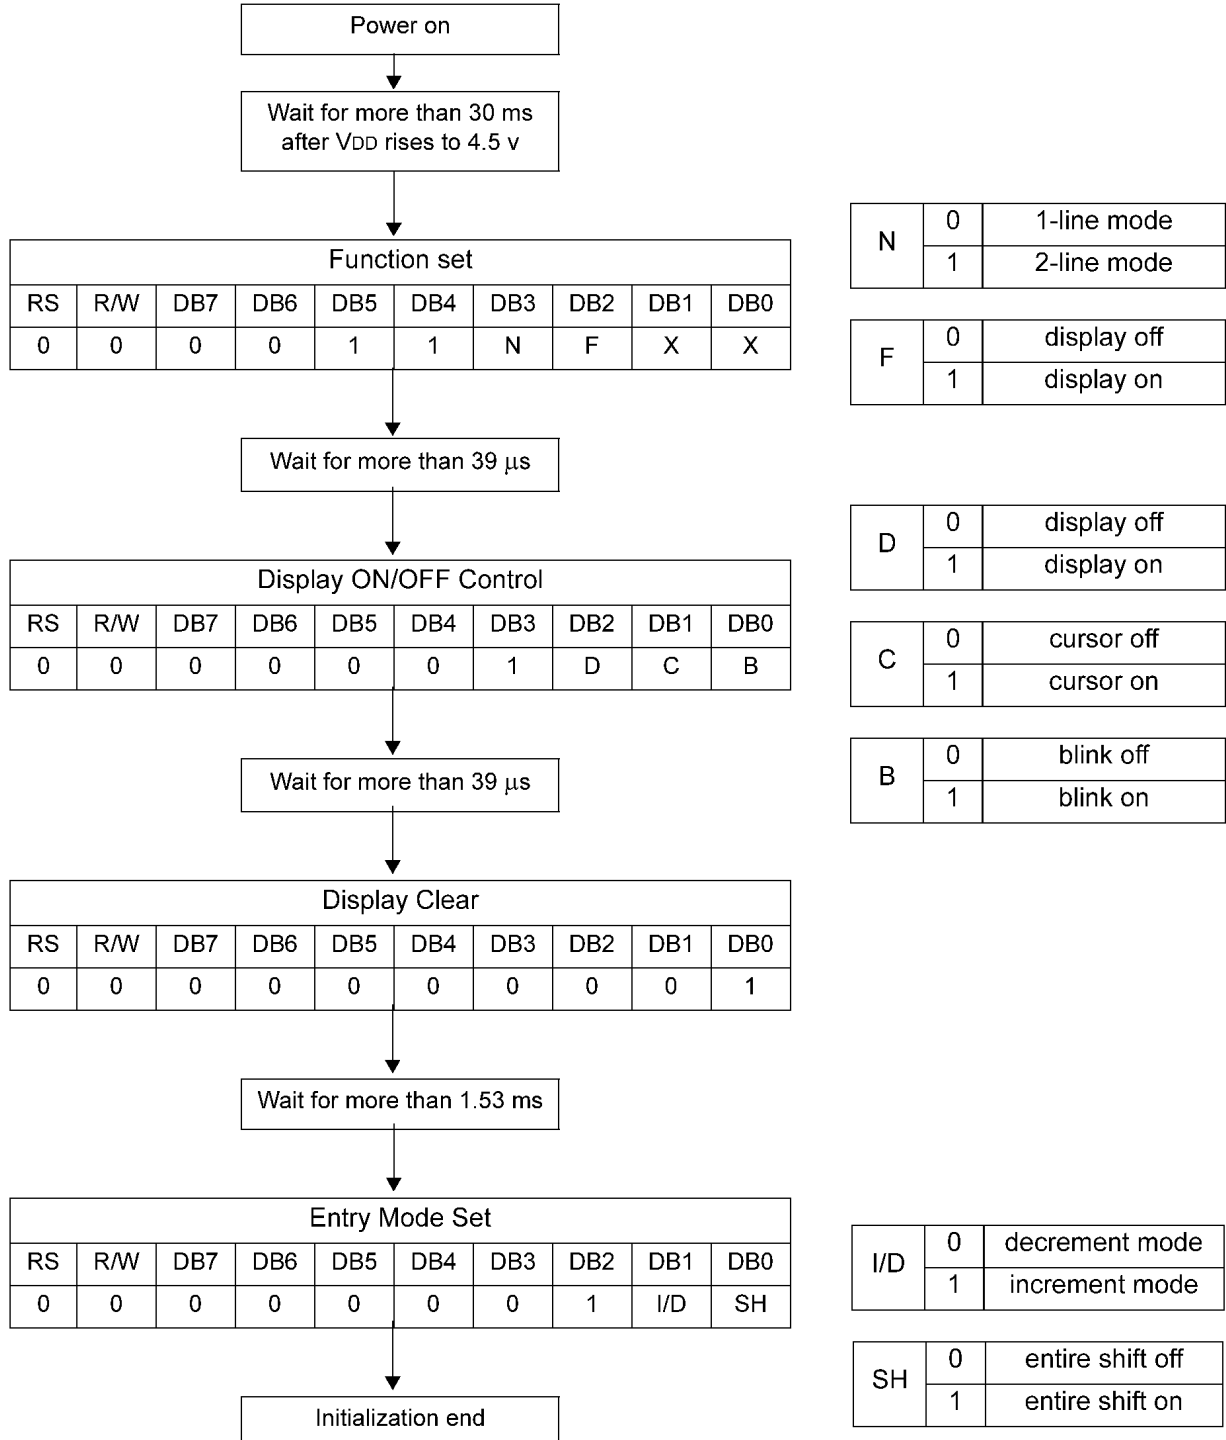 Power on
Wait for more than 30 ms
after VDD rises to 4.5 v
Function set
RS R/W DB7 DB6 DB5 DB4 DB3 DB2 DB1 DB0
0 0 0 0 1 1 N F X X
N
0 1-line mode
1 2-line mode
F
0 display off
1 display on
Wait for more than 39 μs
Display ON/OFF Control
RS R/W DB7 DB6 DB5 DB4 DB3 DB2 DB1 DB0
0 0 0 0 0 0 1 D C B
D
0 display off
1 display on
C
0 cursor off
1 cursor on
B
0 blink off
1 blink on
Wait for more than 39 μs
Display Clear
RS R/W DB7 DB6 DB5 DB4 DB3 DB2 DB1 DB0
0 0 0 0 0 0 0 0 0 1
Wait for more than 1.53 ms
Entry Mode Set
RS R/W DB7 DB6 DB5 DB4 DB3 DB2 DB1 DB0
0 0 0 0 0 0 0 1 I/D SH
I/D
0 decrement mode
1 increment mode
SH
0 entire shift off
1 entire shift on
Initialization end